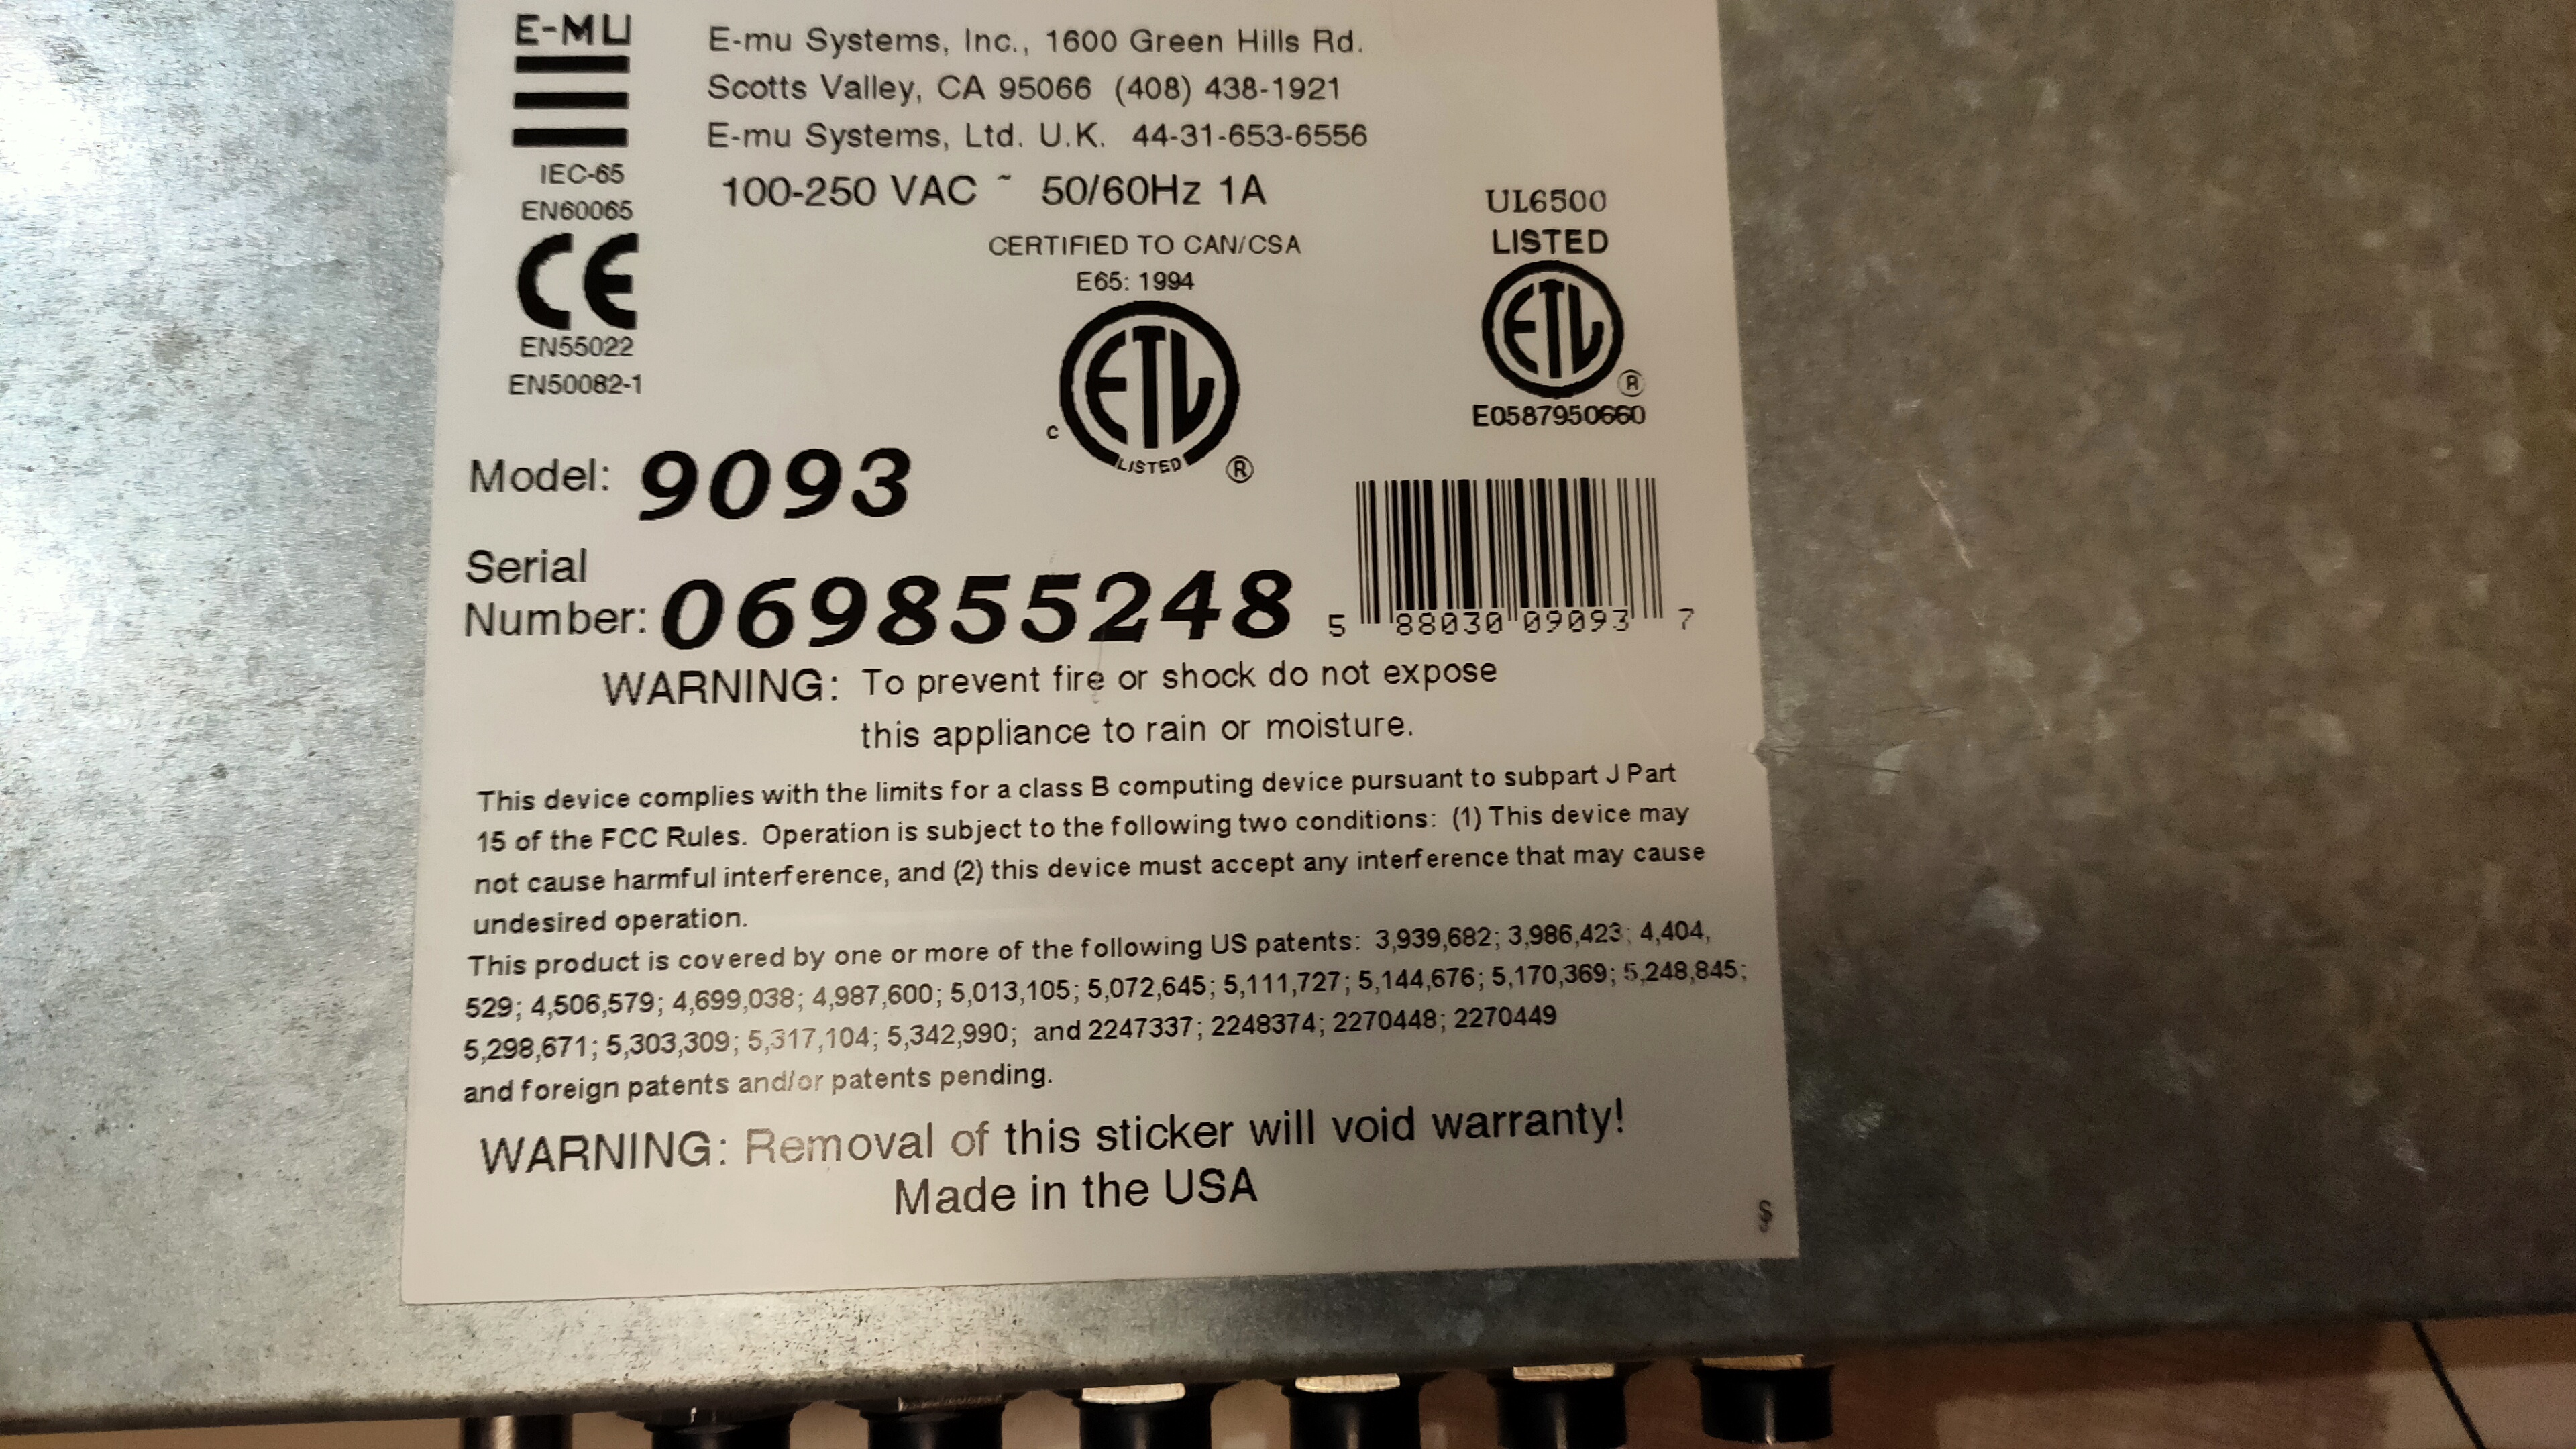 E-MU
E-mu Systems, Inc., 1600 Green Hills Rd.
Scotts Valley, CA 95066 (408) 438-1921
E-mu Systems, Ltd. U.K. 44-31-653-6556
IEC-65
EN60065
100-250 VAC ~ 50/60Hz 1A
CE
EN55022
EN50082-1
CERTIFIED TO CAN/CSA
E65: 1994
c ETL ®
LISTED
UL6500
LISTED
ETL ®
E0587950660
Model: 9093
Serial
Number: 069855248
5 88030 09093 7
WARNING: To prevent fire or shock do not expose
this appliance to rain or moisture.
This device complies with the limits for a class B computing device pursuant to subpart J Part
15 of the FCC Rules. Operation is subject to the following two conditions: (1) This device may
not cause harmful interference, and (2) this device must accept any interference that may cause
undesired operation.
This product is covered by one or more of the following US patents: 3,939,682; 3,986,423; 4,404,
529; 4,506,579; 4,699,038; 4,987,600; 5,013,105; 5,072,645; 5,111,727; 5,144,676; 5,170,369; 5,248,845;
5,298,671; 5,303,309; 5,317,104; 5,342,990; and 2247337; 2248374; 2270448; 2270449
and foreign patents and/or patents pending.
WARNING: Removal of this sticker will void warranty!
Made in the USA